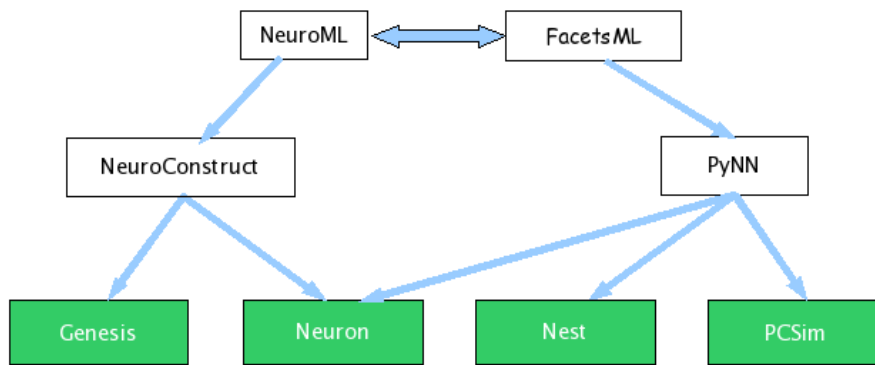 NeuroML
FacetsML
NeuroConstruct
PyNN
Genesis
Neuron
Nest
PCSim